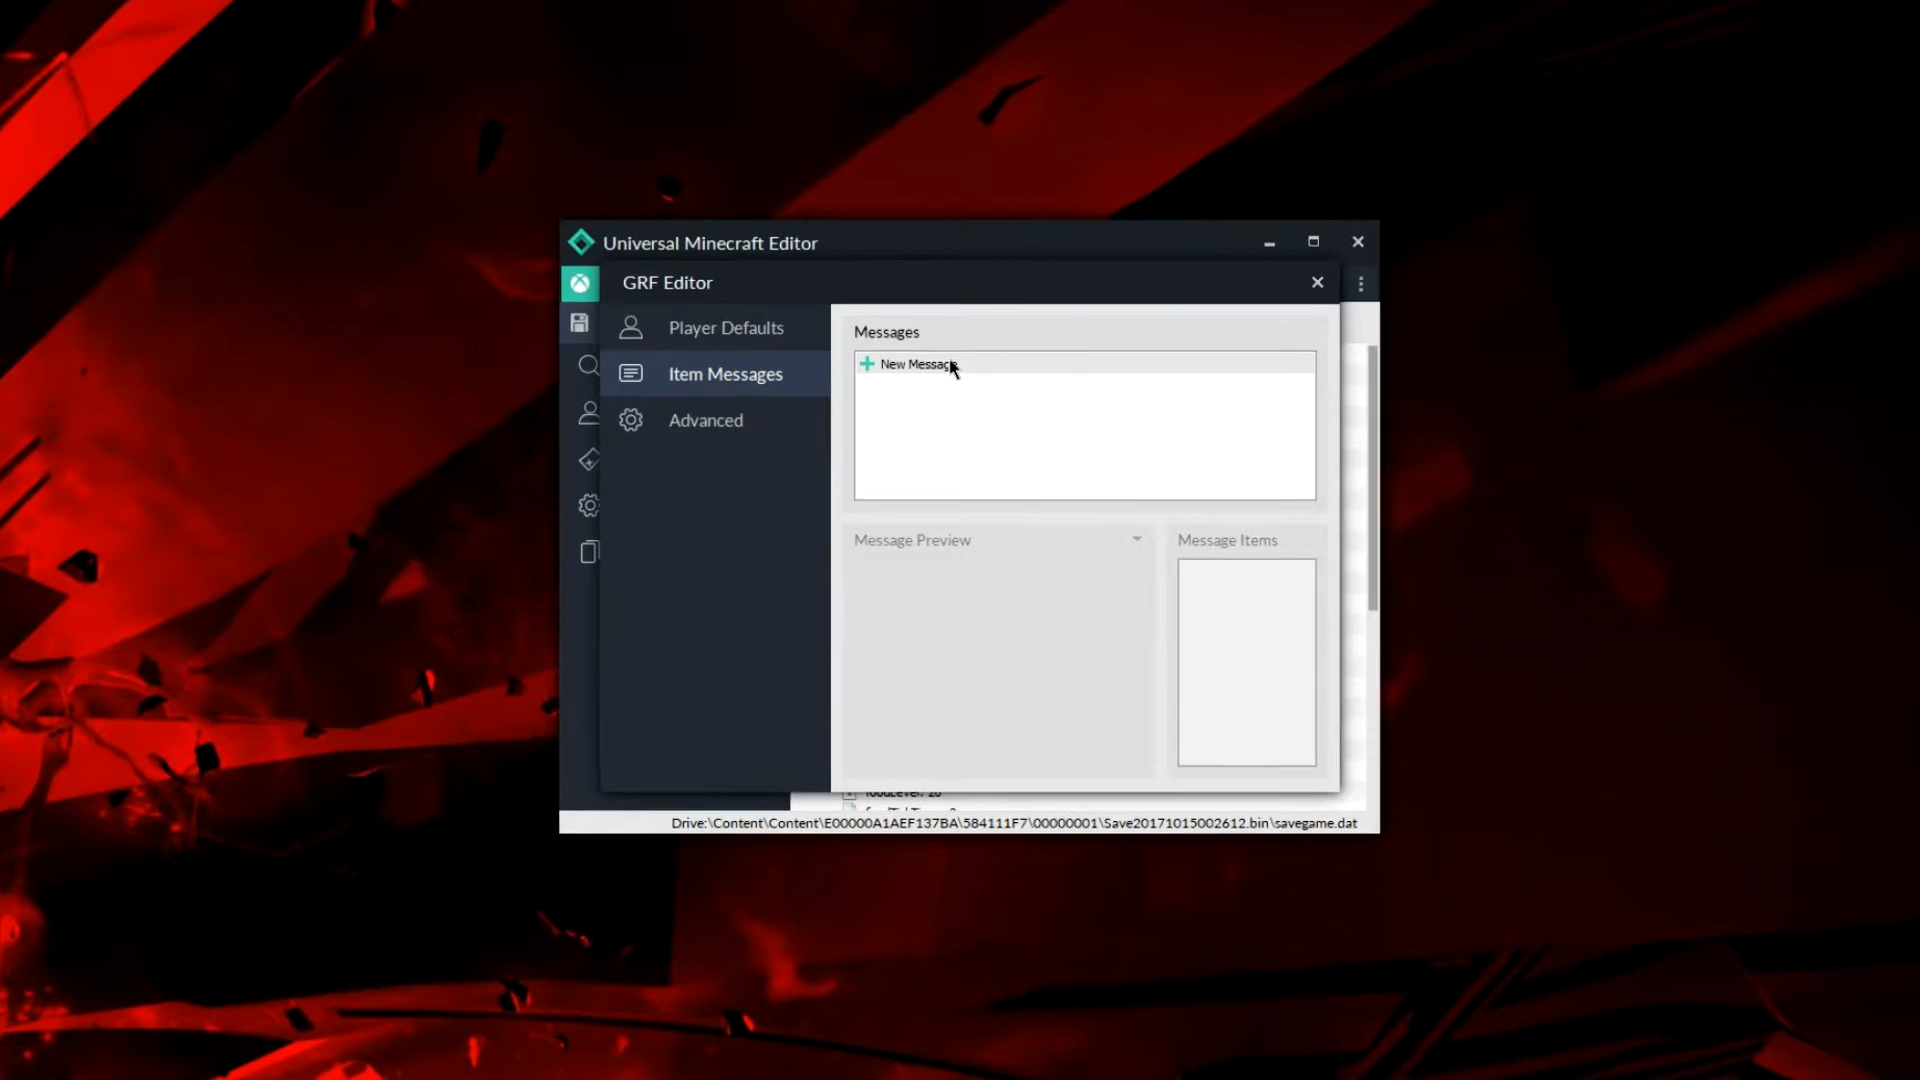 Universal Minecraft Editor
GRF Editor
Player Defaults
Item Messages
Advanced
Messages
New Message
Message Preview
Message Items
foodLevel: 20
Drive:\Content\Content\E00000A1AEF137BA\584111F7\00000001\Save20171015002612.bin\savegame.dat